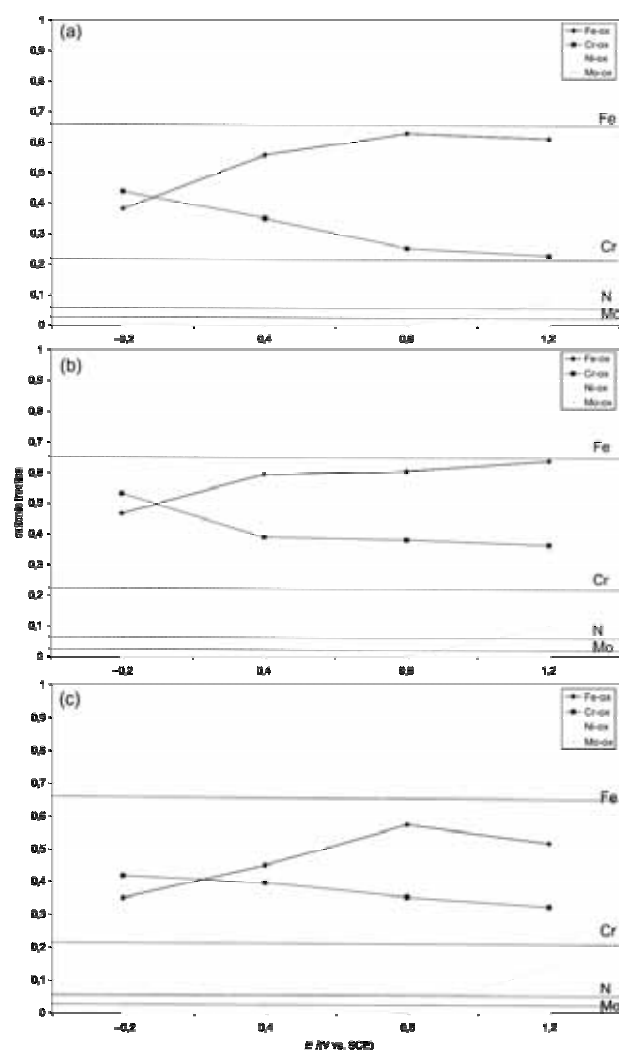 (a)
Fe-ox
Cr-ox
Ni-ox
Mo-ox
1
0,9
0,8
0,7
0,6
0,5
0,4
0,3
0,2
0,1
0
Fe
Cr
N
Mo
–0,2
0,4
0,8
1,2
(b)
Fe-ox
Cr-ox
Ni-ox
Mo-ox
1
0,9
0,8
0,7
0,6
0,5
0,4
0,3
0,2
0,1
0
Fe
Cr
N
Mo
cationic fraction
–0,2
0,4
0,8
1,2
(c)
Fe-ox
Cr-ox
Ni-ox
Mo-ox
1
0,9
0,8
0,7
0,6
0,5
0,4
0,3
0,2
0,1
0
Fe
Cr
N
Mo
–0,2
0,4
0,8
1,2
E /(V vs. SCE)